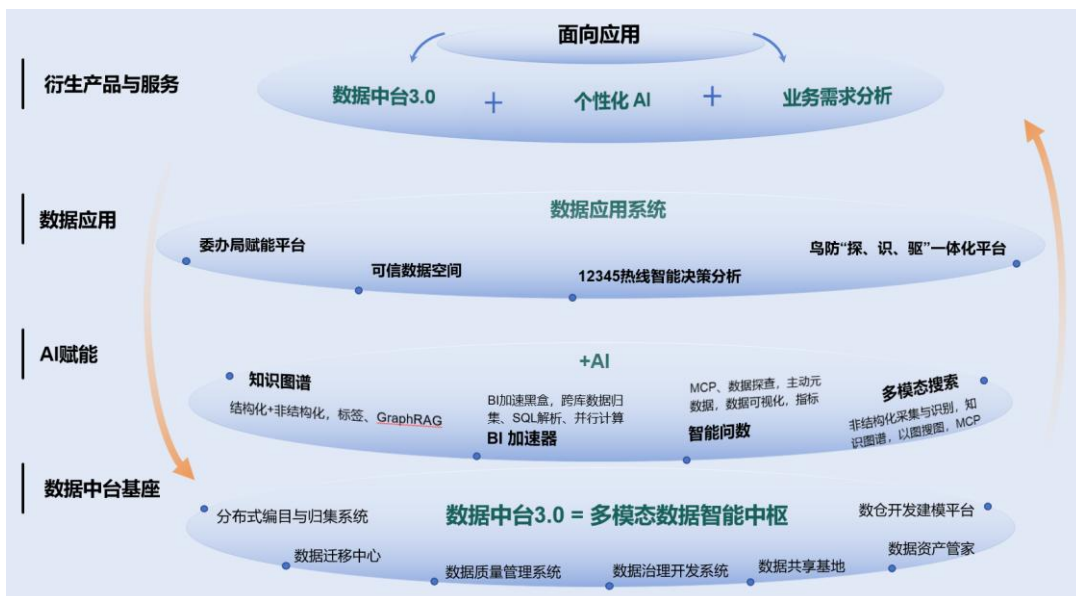 面向应用
衍生产品与服务
数据中台3.0 + 个性化 AI + 业务需求分析
数据应用
数据应用系统
委办局赋能平台
可信数据空间
12345热线智能决策分析
鸟防“探、识、驱”一体化平台
AI赋能
+AI
知识图谱
结构化+非结构化，标签、GraphRAG
BI加速黑盒，跨库数据归
集、SQL解析、并行计算
BI 加速器
MCP、数据探查，主动元
数据，数据可视化，指标
智能问数
多模态搜索
非结构化采集与识别，知
识图谱，以图搜图，MCP
数据中台基座
数据中台3.0 = 多模态数据智能中枢
分布式编目与归集系统
数据迁移中心
数据质量管理系统
数据治理开发系统
数据共享基地
数据资产管家
数仓开发建模平台